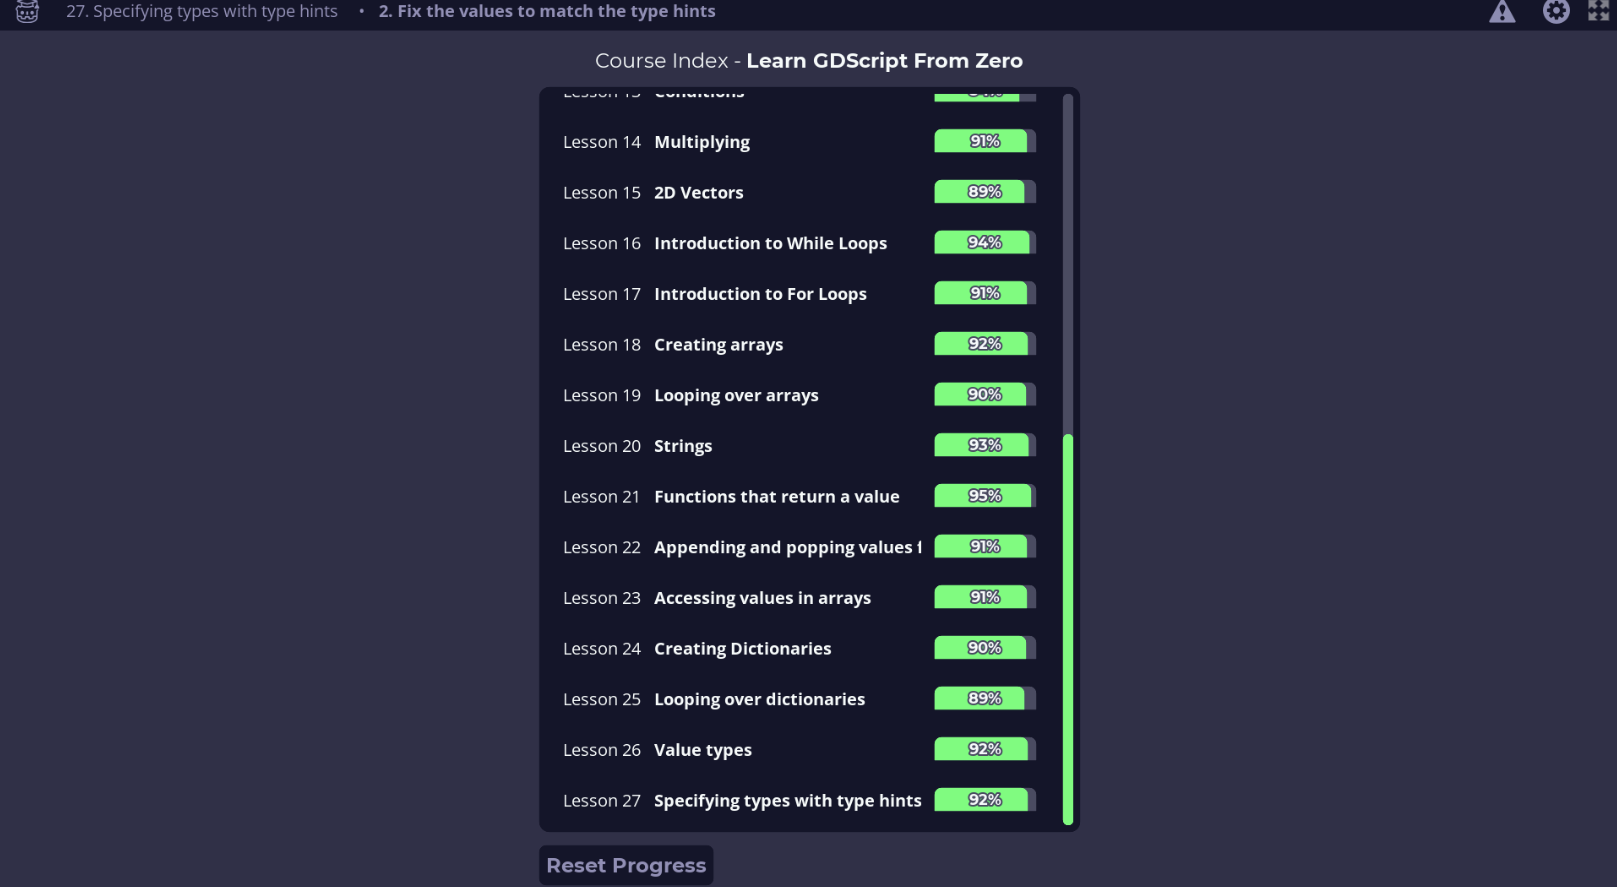 27. Specifying types with type hints • 2. Fix the values to match the type hints
Course Index - Learn GDScript From Zero
Lesson 13 Conditions 84%
Lesson 14 Multiplying 91%
Lesson 15 2D Vectors 89%
Lesson 16 Introduction to While Loops 94%
Lesson 17 Introduction to For Loops 91%
Lesson 18 Creating arrays 92%
Lesson 19 Looping over arrays 90%
Lesson 20 Strings 93%
Lesson 21 Functions that return a value 95%
Lesson 22 Appending and popping values f 91%
Lesson 23 Accessing values in arrays 91%
Lesson 24 Creating Dictionaries 90%
Lesson 25 Looping over dictionaries 89%
Lesson 26 Value types 92%
Lesson 27 Specifying types with type hints 92%
Reset Progress